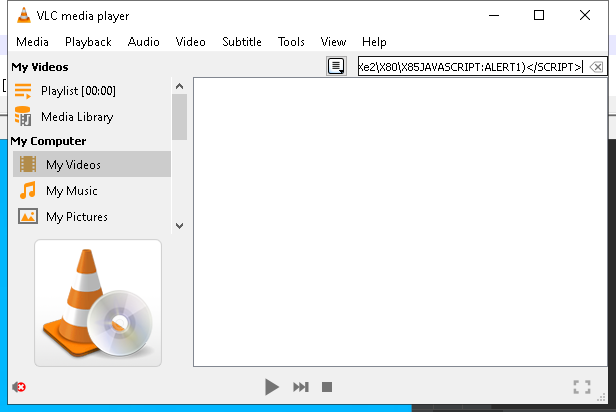 VLC media player
Media Playback Audio Video Subtitle Tools View Help
My Videos
Xe2\X80\X85JAVASCRIPT:ALERT1)</SCRIPT>
Playlist [00:00]
Media Library
My Computer
My Videos
My Music
My Pictures